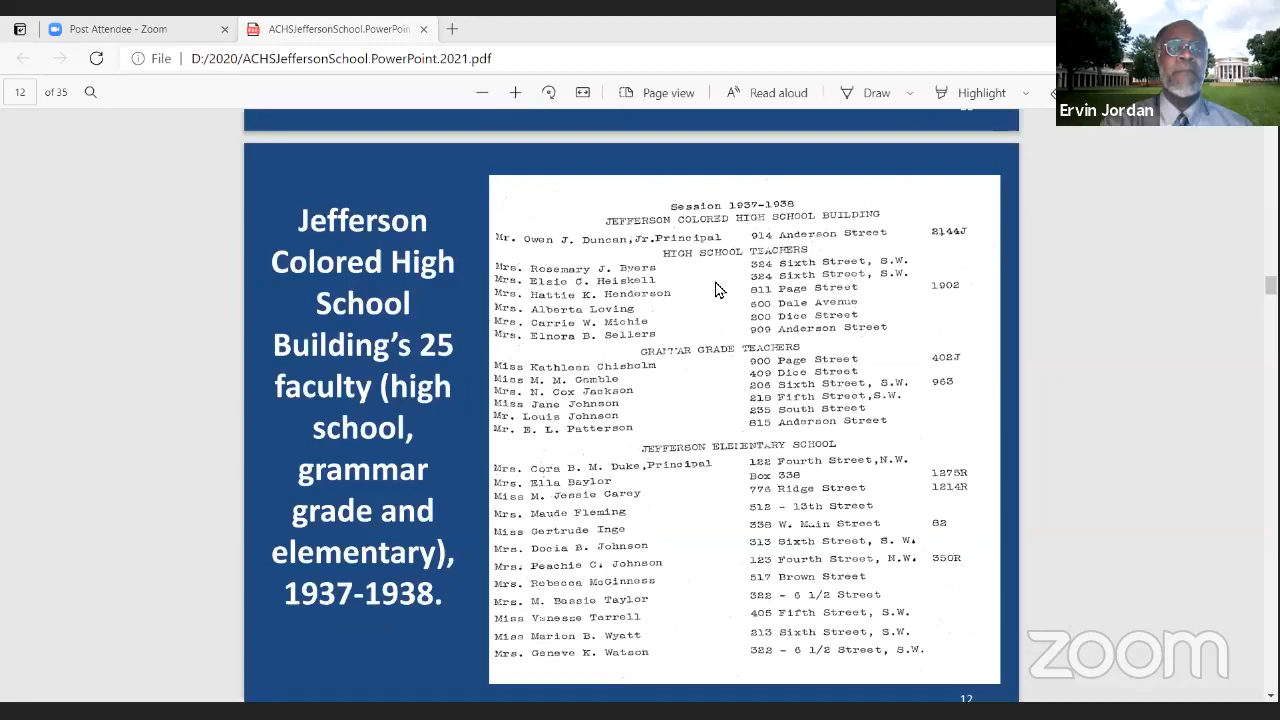 Post Attendee - Zoom
ACHSJeffersonSchool.PowerPoin
File D:/2020/ACHSJeffersonSchool.PowerPoint.2021.pdf
12 of 35 Page view Read aloud Draw Highlight
Ervin Jordan
Jefferson
Colored High
School
Building's 25
faculty (high
school,
grammar
grade and
elementary),
1937-1938.
Session 1937-1938
JEFFERSON COLORED HIGH SCHOOL BUILDING
Mr. Owen J. Duncan,Jr.Principal 914 Anderson Street 2144J
HIGH SCHOOL TEACHERS
Mrs. Rosemary J. Byers 324 Sixth Street, S.W.
Mrs. Elsie C. Heiskell 324 Sixth Street, S.W.
Mrs. Hattie K. Henderson 811 Page Street 1902
Mrs. Alberta Loving 600 Dale Avenue
Mrs. Carrie W. Michie 200 Dice Street
Mrs. Elnora B. Sellers 909 Anderson Street
GRAMMAR GRADE TEACHERS
Miss Kathleen Chisholm 900 Page Street 402J
Miss M. M. Gamble 409 Dice Street
Mrs. N. Cox Jackson 206 Sixth Street, S.W. 963
Miss Jane Johnson 218 Fifth Street,S.W.
Mr. Louis Johnson 235 South Street
Mr. E. L. Patterson 815 Anderson Street
JEFFERSON ELEMENTARY SCHOOL
Mrs. Cora B. M. Duke,Principal 122 Fourth Street,N.W.
Mrs. Ella Baylor Box 338 1275R
Miss M. Jessie Carey 776 Ridge Street 1214R
Mrs. Maude Fleming 512 - 13th Street
Miss Gertrude Inge 338 W. Main Street 62
Mrs. Docia B. Johnson 313 Sixth Street, S. W.
Mrs. Peachie C. Johnson 123 Fourth Street, N.W. 350R
Mrs. Rebecca McGinness 517 Brown Street
Mrs. M. Bessie Taylor 322 - 6 1/2 Street
Miss Vanesse Terrell 405 Fifth Street, S.W.
Miss Marion B. Wyatt 213 Sixth Street, S.W.
Mrs. Geneve K. Watson 322 - 6 1/2 Street, S.W.
12
zoom